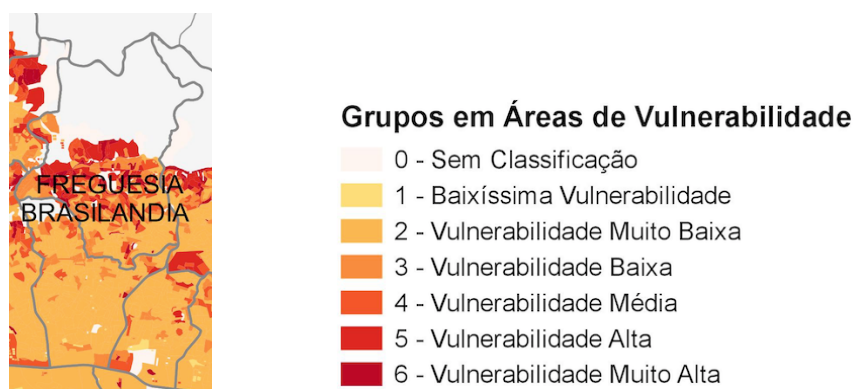 FREGUESIA
BRASILANDIA
Grupos em Áreas de Vulnerabilidade
0 - Sem Classificação
1 - Baixíssima Vulnerabilidade
2 - Vulnerabilidade Muito Baixa
3 - Vulnerabilidade Baixa
4 - Vulnerabilidade Média
5 - Vulnerabilidade Alta
6 - Vulnerabilidade Muito Alta